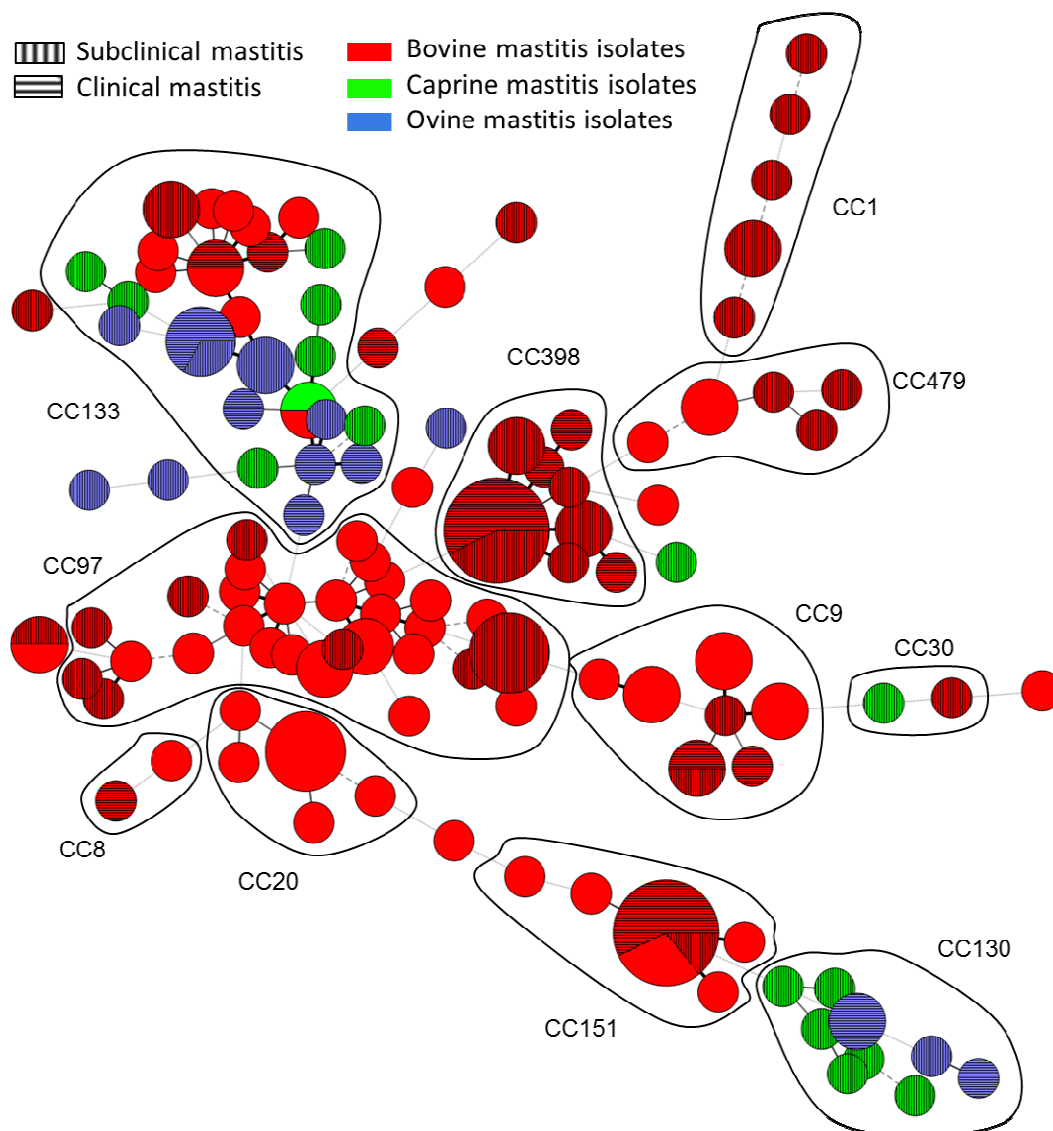 Subclinical mastitis
Clinical mastitis
Bovine mastitis isolates
Caprine mastitis isolates
Ovine mastitis isolates
CC1
CC398
CC479
CC133
CC97
CC9
CC30
CC8
CC20
CC130
CC151